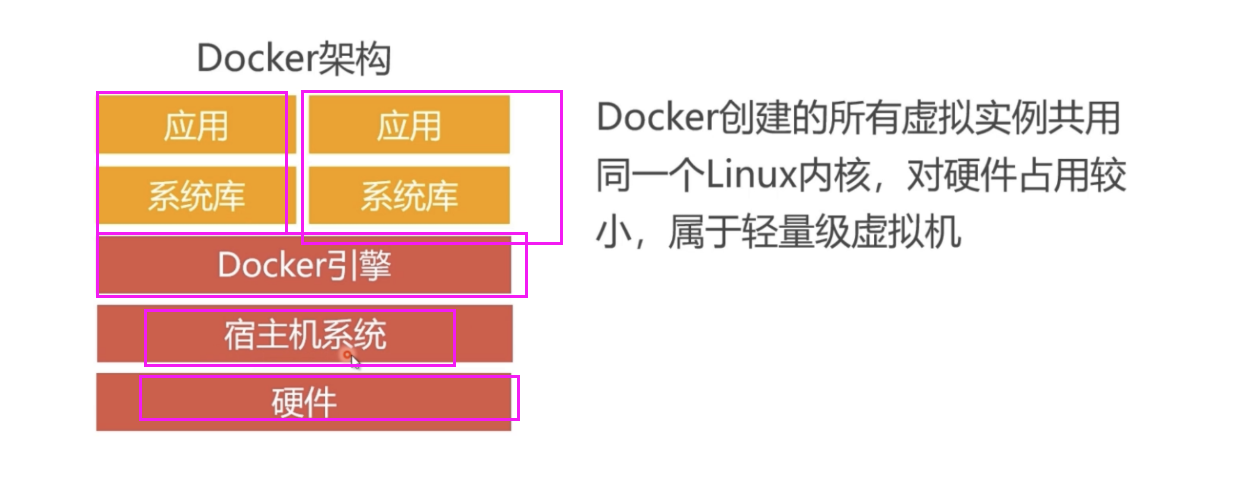 Docker架构
应用
应用
系统库
系统库
Docker引擎
宿主机系统
硬件
Docker创建的所有虚拟实例共用
同一个Linux内核，对硬件占用较
小，属于轻量级虚拟机